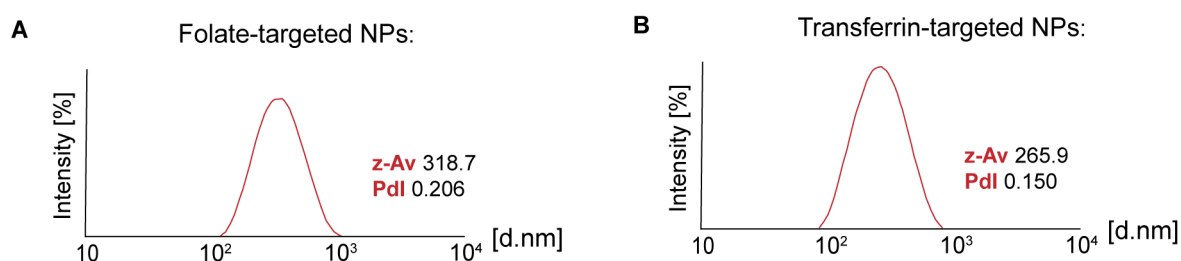 A
Folate-targeted NPs:
Intensity [%]
z-Av 318.7
PdI 0.206
10 10² 10³ 10⁴ [d.nm]
B
Transferrin-targeted NPs:
Intensity [%]
z-Av 265.9
PdI 0.150
10 10² 10³ 10⁴ [d.nm]